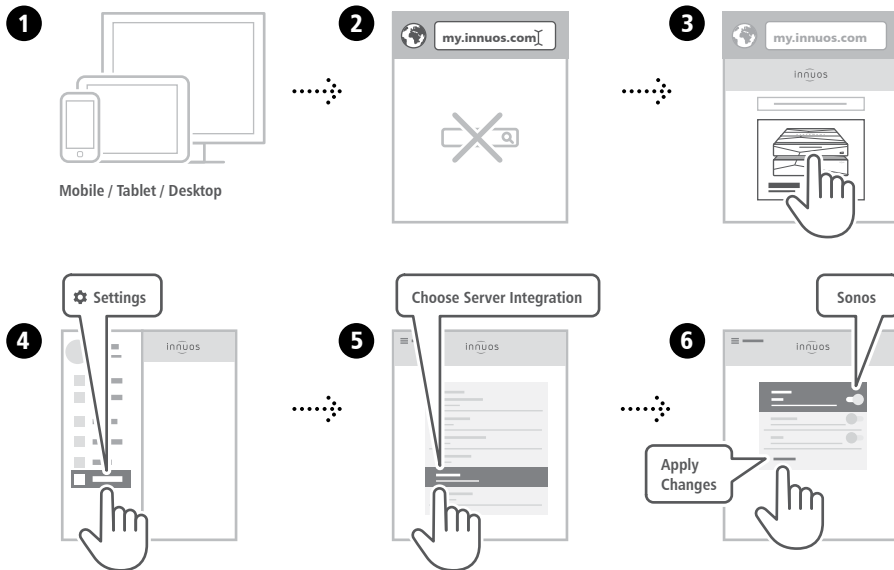 1
2
3
my.innuos.com
my.innuos.com
innuos
Mobile / Tablet / Desktop
Settings
Choose Server Integration
Sonos
4
5
6
innuos
innuos
innuos
Apply
Changes